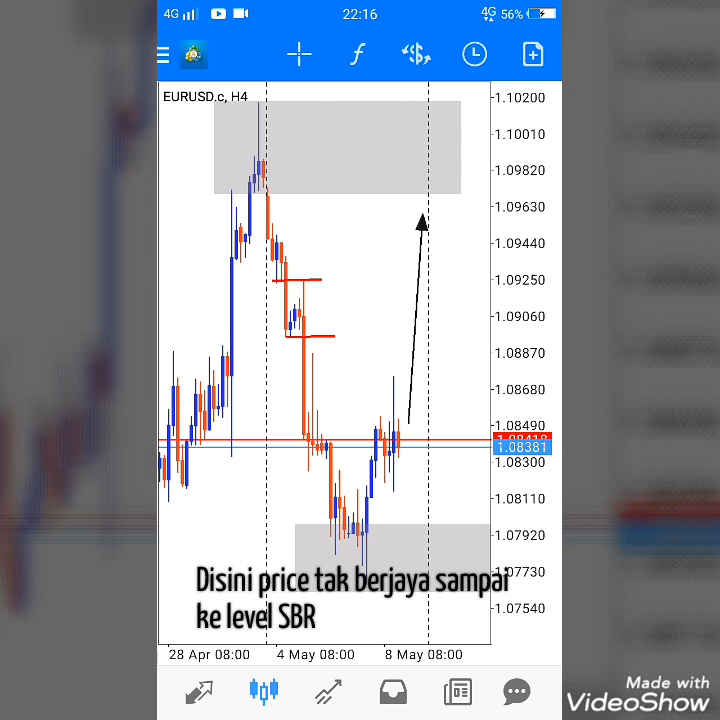 4G
22:16
4G
56%
EURUSD.c, H4
1.10200
1.10010
1.09820
1.09630
1.09440
1.09250
1.09060
1.08870
1.08680
1.08490
1.08418
1.08381
1.08300
1.08110
1.07920
1.07730
1.07540
Disini price tak berjaya sampai
ke level SBR
28 Apr 08:00
4 May 08:00
8 May 08:00
Made with
VideoShow